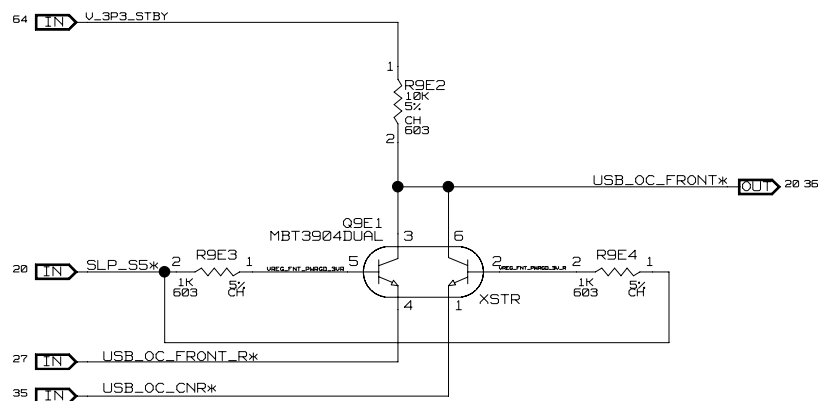 64 IN V_3P3_STBY
1
R9E2
10K
5%
CH
603
2
USB_OC_FRONT* OUT 20 36
Q9E1
MBT3904DUAL 3 6
20 IN SLP_S5* 2 R9E3 1 VREG_FNT_PWRGD_3VR 5 2 VREG_FNT_PWRGD_3V_R 2 R9E4 1
1K
603
5%
CH
1K
603
5%
CH
4 1 XSTR
27 IN USB_OC_FRONT_R*
35 IN USB_OC_CNR*